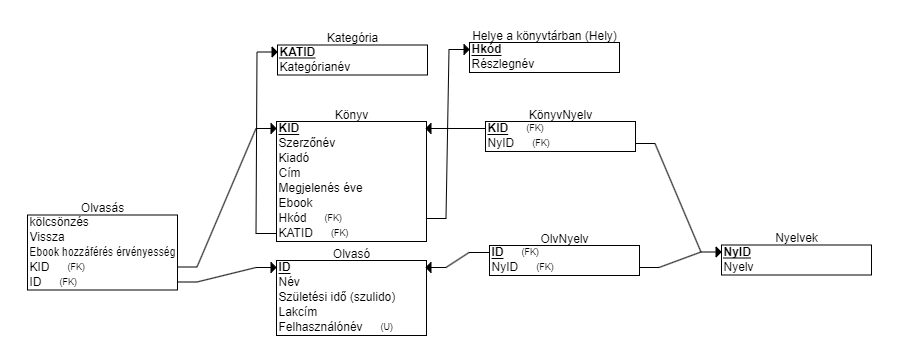 Kategória
KATID
Kategórianév
Helye a könyvtárban (Hely)
Hkód
Részlegnév
Könyv
KID
Szerzőnév
Kiadó
Cím
Megjelenés éve
Ebook
Hkód (FK)
KATID (FK)
KönyvNyelv
KID (FK)
NyID (FK)
Olvasás
kölcsönzés
Vissza
Ebook hozzáférés érvényesség
KID (FK)
ID (FK)
Olvasó
ID
Név
Születési idő (szulido)
Lakcím
Felhasználónév (U)
OlvNyelv
ID (FK)
NyID (FK)
Nyelvek
NyID
Nyelv